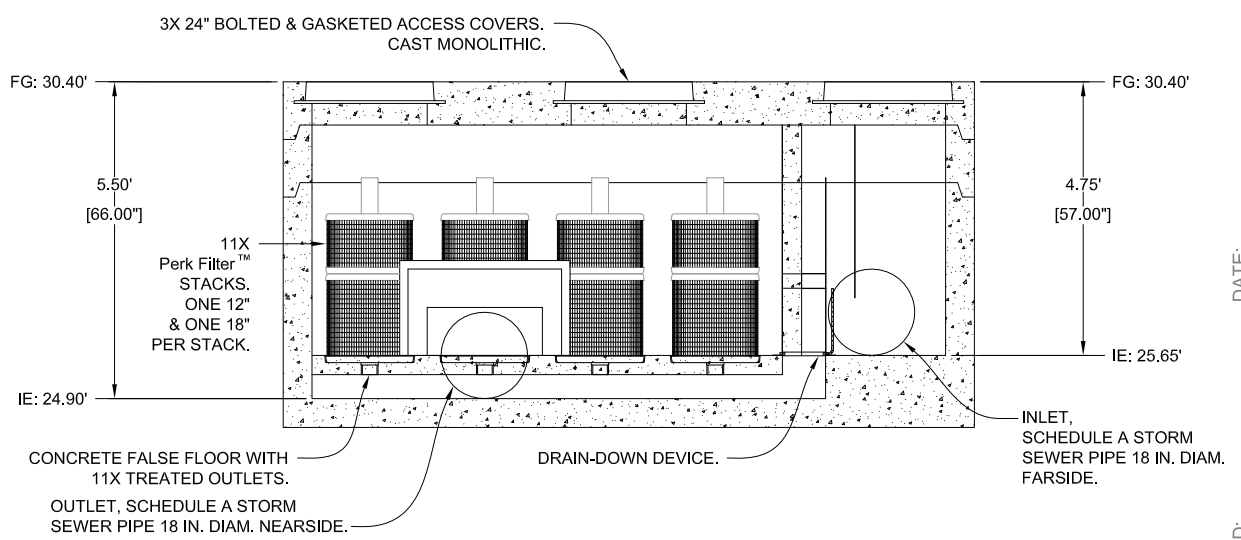 3X 24" BOLTED & GASKETED ACCESS COVERS.
CAST MONOLITHIC.
FG: 30.40'
FG: 30.40'
5.50'
[66.00"]
4.75'
[57.00"]
11X
Perk Filter™
STACKS.
ONE 12"
& ONE 18"
PER STACK.
DATE:
IE: 25.65'
IE: 24.90'
INLET,
SCHEDULE A STORM
SEWER PIPE 18 IN. DIAM.
FARSIDE.
CONCRETE FALSE FLOOR WITH
11X TREATED OUTLETS.
DRAIN-DOWN DEVICE.
OUTLET, SCHEDULE A STORM
SEWER PIPE 18 IN. DIAM. NEARSIDE.